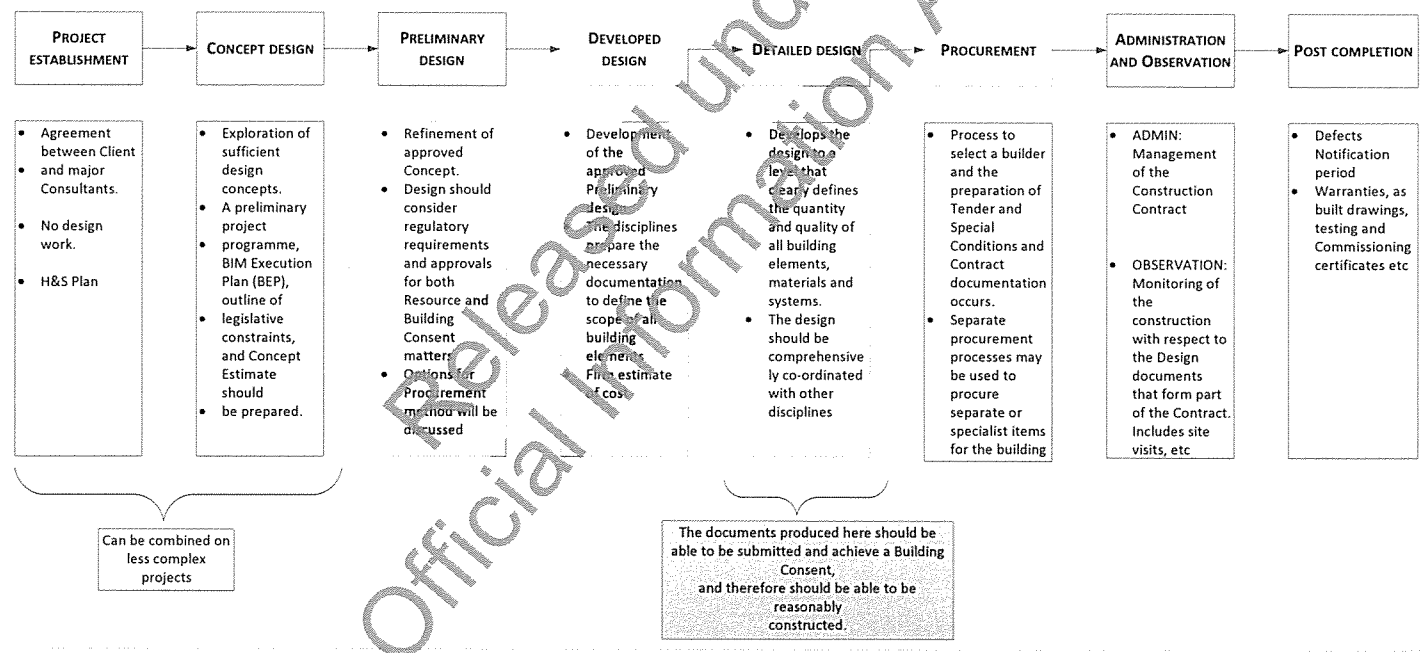 PROJECT
ESTABLISHMENT
CONCEPT DESIGN
PRELIMINARY
DESIGN
DEVELOPED
DESIGN
DETAILED DESIGN
PROCUREMENT
ADMINISTRATION
AND OBSERVATION
POST COMPLETION
• Agreement
between Client
• and major
Consultants.
• No design
work.
• H&S Plan
• Exploration of
sufficient
design
concepts.
• A preliminary
project
• programme,
BIM Execution
Plan (BEP),
outline of
• legislative
constraints,
and Concept
Estimate
should
• be prepared.
• Refinement of
approved
Concept.
• Design should
consider
regulatory
requirements
and approvals
for both
Resource and
Building
Consent
matters
• Options for
Procurement
method will be
discussed
• Development
of the
approved
Preliminary
design
• The disciplines
prepare the
necessary
documentation
to define the
scope of all
building
elements
• Firm estimate
of cost
• Develops the
design to a
level that
clearly defines
the quantity
and quality of
all building
elements,
materials and
systems.
• The design
should be
comprehensive
ly co-ordinated
with other
disciplines
• Process to
select a builder
and the
preparation of
Tender and
Special
Conditions and
Contract
documentation
occurs.
• Separate
procurement
processes may
be used to
procure
separate or
specialist items
for the building
• ADMIN:
Management
of the
Construction
Contract
• OBSERVATION:
Monitoring of
the
construction
with respect to
the Design
documents
that form part
of the Contract.
Includes site
visits, etc
• Defects
Notification
period
• Warranties, as
built drawings,
testing and
Commissioning
certificates etc
Can be combined on
less complex
projects
The documents produced here should be
able to be submitted and achieve a Building
Consent,
and therefore should be able to be
reasonably
constructed.
Released und
Official Information A